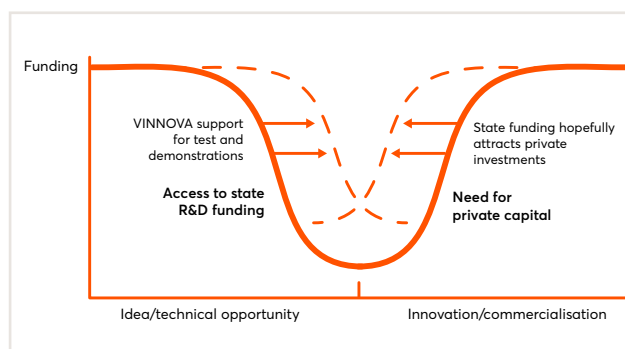 Funding
VINNOVA support
for test and
demonstrations
State funding hopefully
attracts private
investments
Access to state
R&D funding
Need for
private capital
Idea/technical opportunity
Innovation/commercialisation